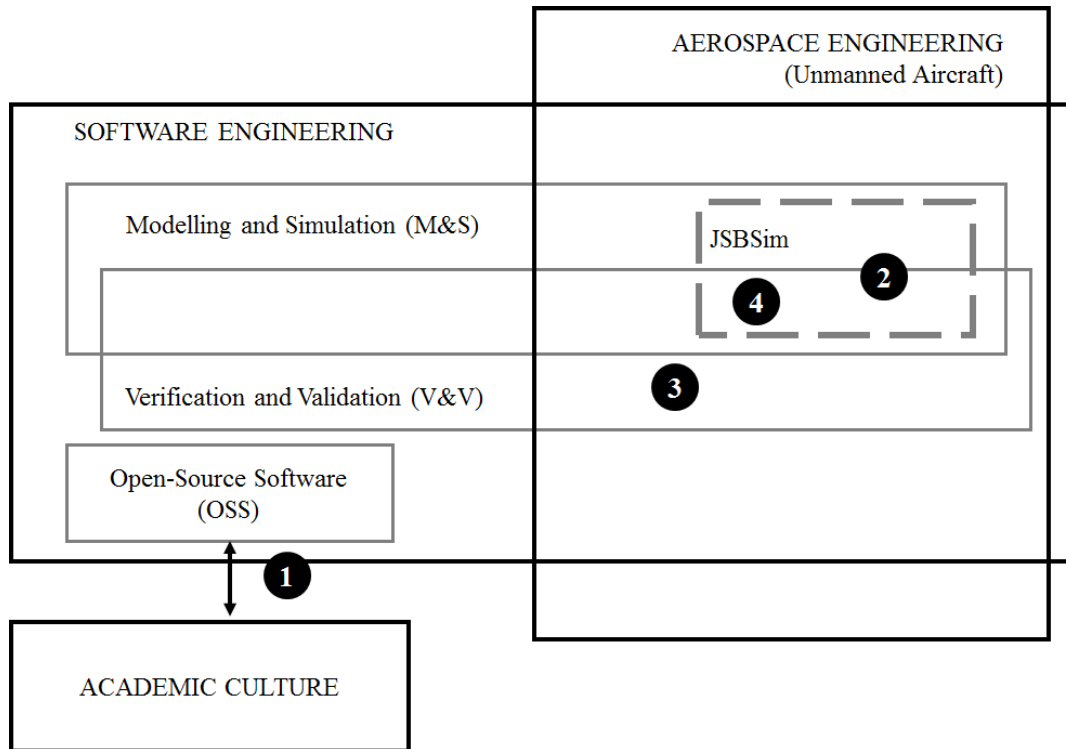 AEROSPACE ENGINEERING
(Unmanned Aircraft)
SOFTWARE ENGINEERING
Modelling and Simulation (M&S)
JSBSim
2
4
3
Verification and Validation (V&V)
Open-Source Software
(OSS)
1
ACADEMIC CULTURE